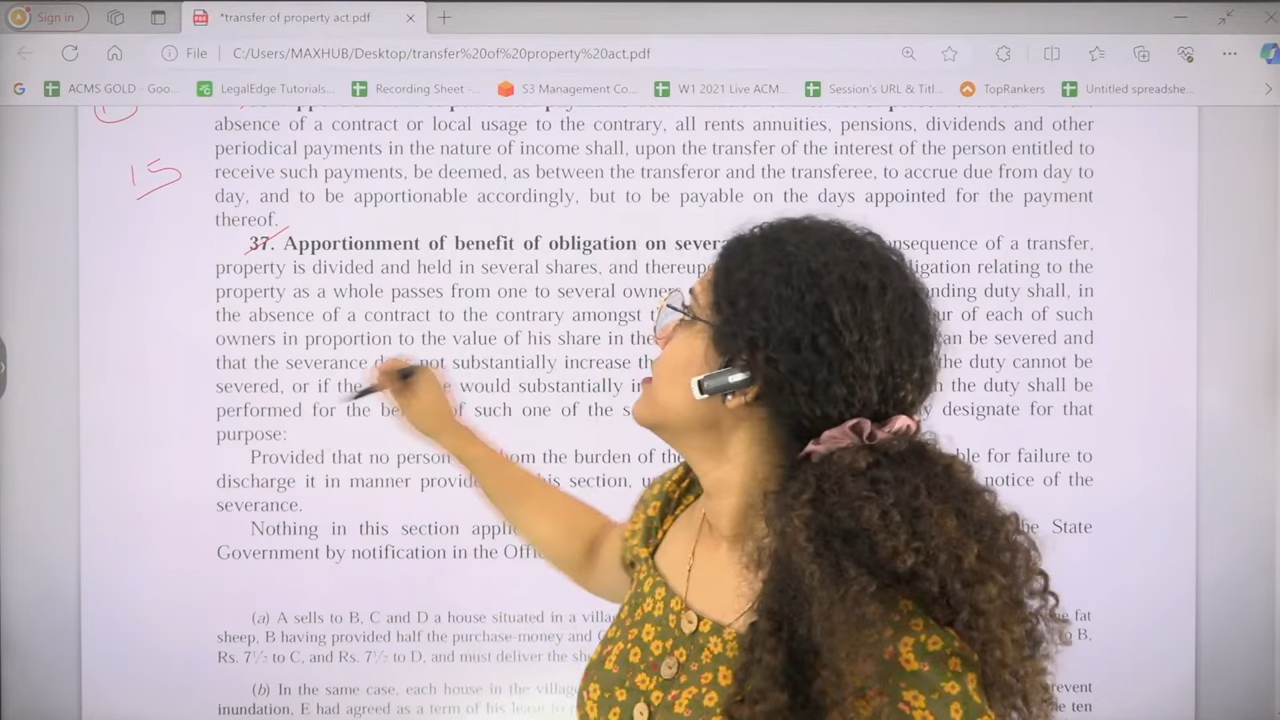 Sign in
*transfer of property act.pdf
File
C:/Users/MAXHUB/Desktop/transfer%20of%20property%20act.pdf
ACMS GOLD - Goo...
LegalEdge Tutorials...
Recording Sheet -...
S3 Management Co...
W1 2021 Live ACM...
Session's URL & Titl...
TopRankers
Untitled spreadshe...
absence of a contract or local usage to the contrary, all rents annuities, pensions, dividends and other
periodical payments in the nature of income shall, upon the transfer of the interest of the person entitled to
receive such payments, be deemed, as between the transferor and the transferee, to accrue due from day to
day, and to be apportionable accordingly, but to be payable on the days appointed for the payment
thereof.
15
37. Apportionment of benefit of obligation on severa nsequence of a transfer,
property is divided and held in several shares, and thereup ligation relating to the
property as a whole passes from one to several owne nding duty shall, in
the absence of a contract to the contrary amongst ur of each of such
owners in proportion to the value of his share in the an be severed and
that the severance does not substantially increase th he duty cannot be
severed, or if the would substantially in the duty shall be
performed for the be of such one of the s designate for that
purpose:
Provided that no person hom the burden of the ble for failure to
discharge it in manner provid his section, notice of the
severance.
Nothing in this section appli he State
Government by notification in the Offi
(a) A sells to B, C and D a house situated in a villa fat
sheep, B having provided half the purchase-money and B,
Rs. 7½ to C, and Rs. 7½ to D, and must deliver the sh
(b) In the same case, each house in the village revent
inundation, E had agreed as a term of his lease to ne ten